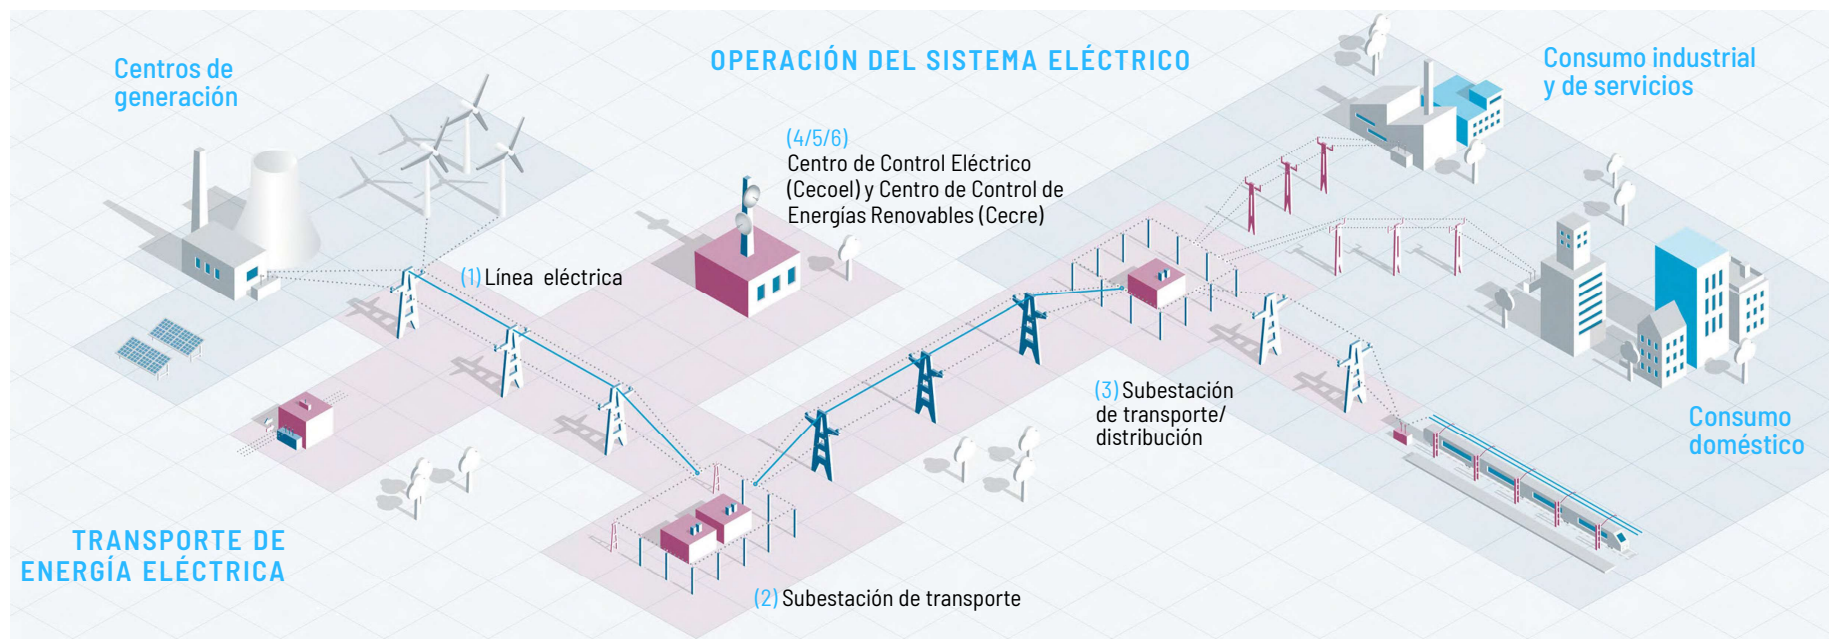 Centros de
generación
OPERACIÓN DEL SISTEMA ELÉCTRICO
Consumo industrial
y de servicios
(4/5/6)
Centro de Control Eléctrico
(Cecoel) y Centro de Control de
Energías Renovables (Cecre)
(1) Línea eléctrica
(3) Subestación
de transporte/
distribución
Consumo
doméstico
TRANSPORTE DE
ENERGÍA ELÉCTRICA
(2) Subestación de transporte